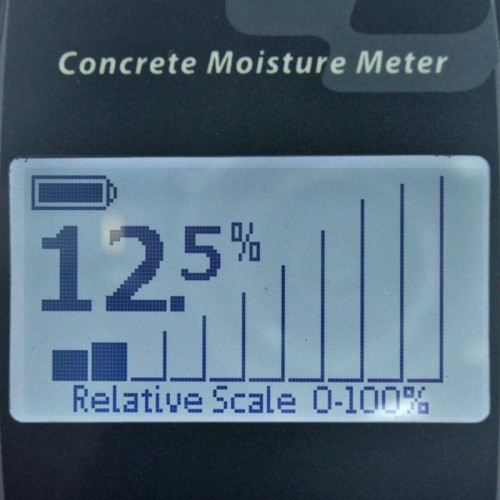 Concrete Moisture Meter
12.5%
Relative Scale 0-100%